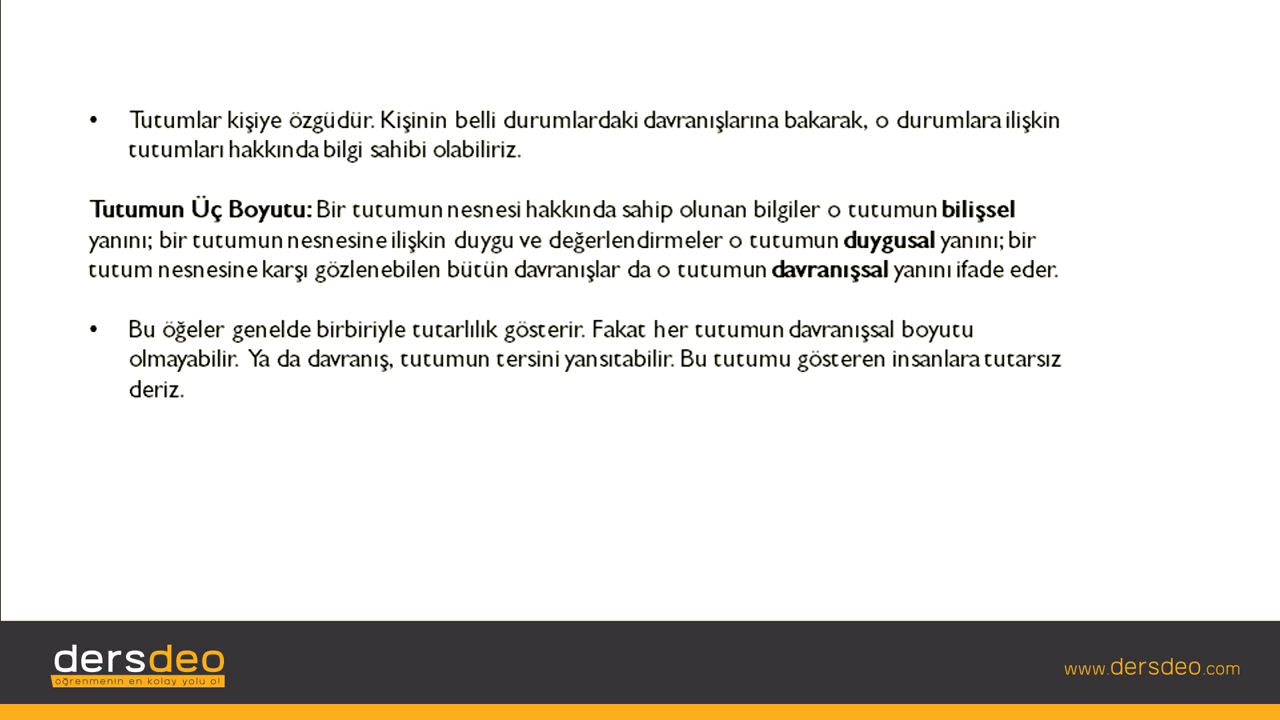 • Tutumlar kişiye özgüdür. Kişinin belli durumlardaki davranışlarına bakarak, o durumlara ilişkin
tutumları hakkında bilgi sahibi olabiliriz.
Tutumun Üç Boyutu: Bir tutumun nesnesi hakkında sahip olunan bilgiler o tutumun bilişsel
yanını; bir tutumun nesnesine ilişkin duygu ve değerlendirmeler o tutumun duygusal yanını; bir
tutum nesnesine karşı gözlenebilen bütün davranışlar da o tutumun davranışsal yanını ifade eder.
• Bu öğeler genelde birbiriyle tutarlılık gösterir. Fakat her tutumun davranışsal boyutu
olmayabilir. Ya da davranış, tutumun tersini yansıtabilir. Bu tutumu gösteren insanlara tutarsız
deriz.
dersdeo
öğrenmenin en kolay yolu o!
www.dersdeo.com